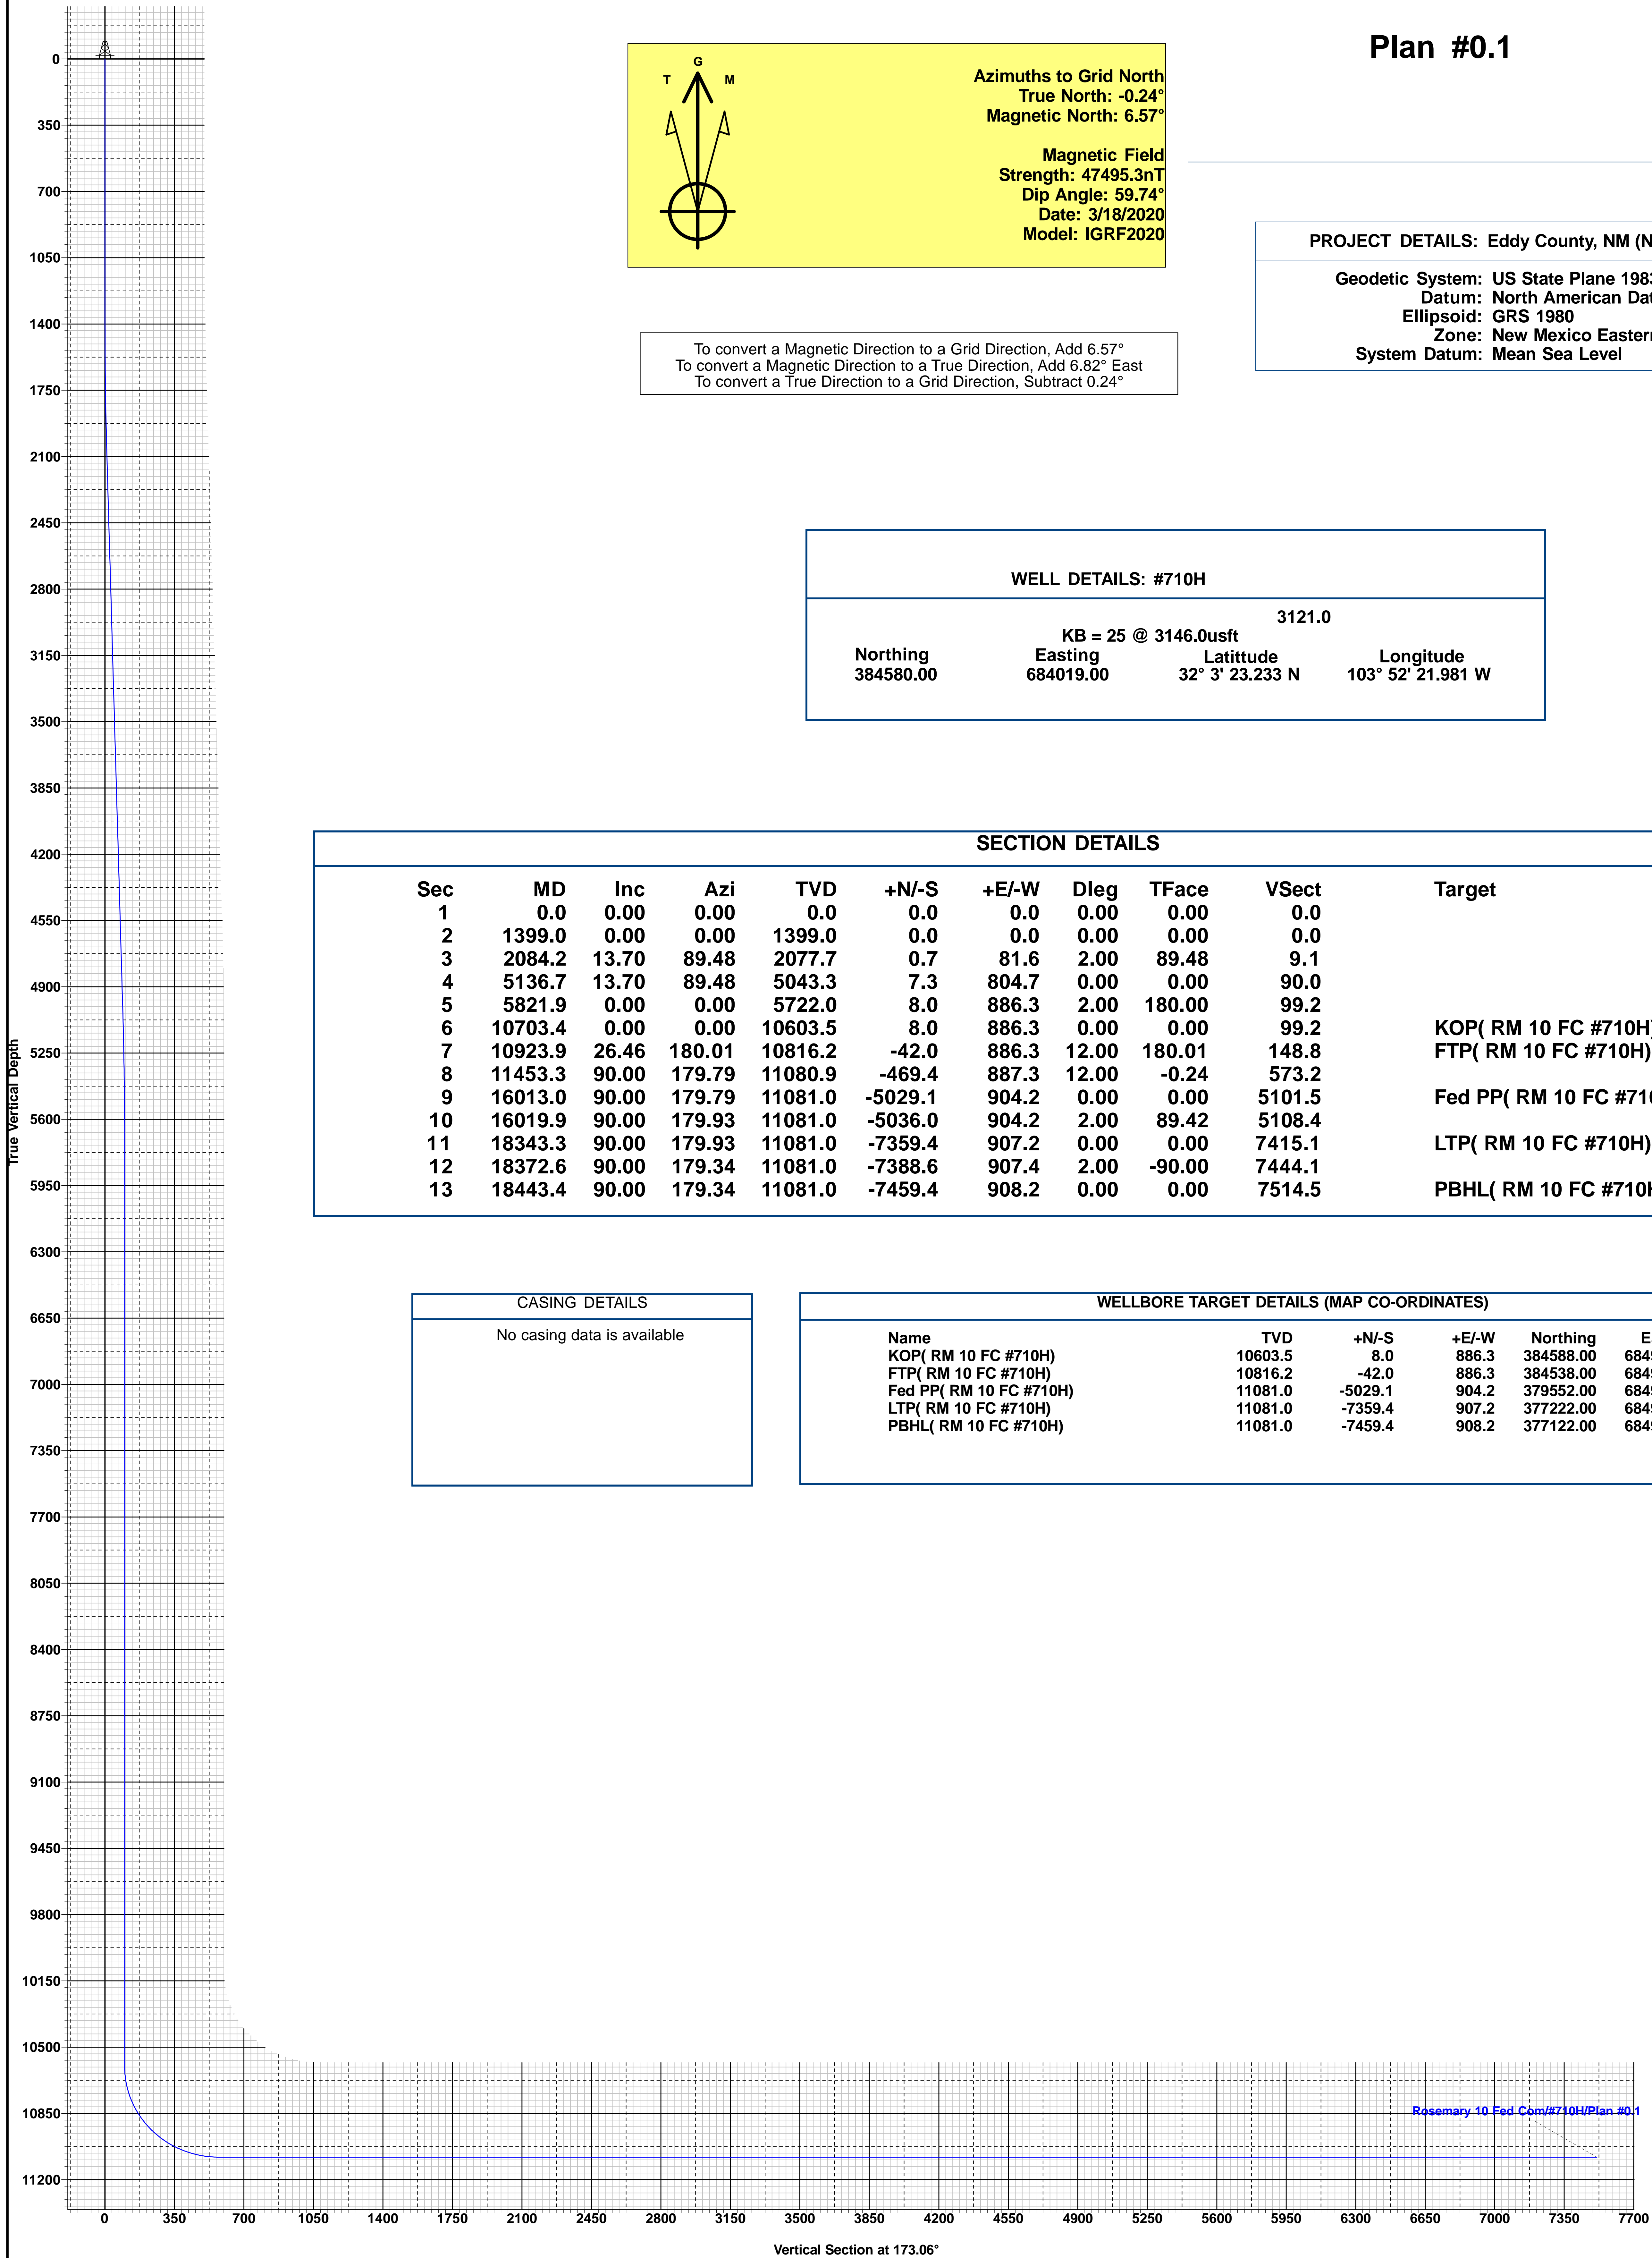 Plan #0.1
T G M
Azimuths to Grid North
True North: -0.24°
Magnetic North: 6.57°
Magnetic Field
Strength: 47495.3nT
Dip Angle: 59.74°
Date: 3/18/2020
Model: IGRF2020
PROJECT DETAILS: Eddy County, NM (N
Geodetic System: US State Plane 1983
Datum: North American Dat
Ellipsoid: GRS 1980
Zone: New Mexico Eastern
System Datum: Mean Sea Level
To convert a Magnetic Direction to a Grid Direction, Add 6.57°
To convert a Magnetic Direction to a True Direction, Add 6.82° East
To convert a True Direction to a Grid Direction, Subtract 0.24°
WELL DETAILS: #710H
3121.0
KB = 25 @ 3146.0usft
Northing Easting Latittude Longitude
384580.00 684019.00 32° 3' 23.233 N 103° 52' 21.981 W
SECTION DETAILS
Sec MD Inc Azi TVD +N/-S +E/-W Dleg TFace VSect Target
1 0.0 0.00 0.00 0.0 0.0 0.0 0.00 0.00 0.0
2 1399.0 0.00 0.00 1399.0 0.0 0.0 0.00 0.00 0.0
3 2084.2 13.70 89.48 2077.7 0.7 81.6 2.00 89.48 9.1
4 5136.7 13.70 89.48 5043.3 7.3 804.7 0.00 0.00 90.0
5 5821.9 0.00 0.00 5722.0 8.0 886.3 2.00 180.00 99.2
6 10703.4 0.00 0.00 10603.5 8.0 886.3 0.00 0.00 99.2 KOP( RM 10 FC #710H)
7 10923.9 26.46 180.01 10816.2 -42.0 886.3 12.00 180.01 148.8 FTP( RM 10 FC #710H)
8 11453.3 90.00 179.79 11080.9 -469.4 887.3 12.00 -0.24 573.2
9 16013.0 90.00 179.79 11081.0 -5029.1 904.2 0.00 0.00 5101.5 Fed PP( RM 10 FC #710
10 16019.9 90.00 179.93 11081.0 -5036.0 904.2 2.00 89.42 5108.4
11 18343.3 90.00 179.93 11081.0 -7359.4 907.2 0.00 0.00 7415.1 LTP( RM 10 FC #710H)
12 18372.6 90.00 179.34 11081.0 -7388.6 907.4 2.00 -90.00 7444.1
13 18443.4 90.00 179.34 11081.0 -7459.4 908.2 0.00 0.00 7514.5 PBHL( RM 10 FC #710H
CASING DETAILS
No casing data is available
WELLBORE TARGET DETAILS (MAP CO-ORDINATES)
Name TVD +N/-S +E/-W Northing E
KOP( RM 10 FC #710H) 10603.5 8.0 886.3 384588.00 684
FTP( RM 10 FC #710H) 10816.2 -42.0 886.3 384538.00 684
Fed PP( RM 10 FC #710H) 11081.0 -5029.1 904.2 379552.00 684
LTP( RM 10 FC #710H) 11081.0 -7359.4 907.2 377222.00 684
PBHL( RM 10 FC #710H) 11081.0 -7459.4 908.2 377122.00 684
True Vertical Depth
0
350
700
1050
1400
1750
2100
2450
2800
3150
3500
3850
4200
4550
4900
5250
5600
5950
6300
6650
7000
7350
7700
8050
8400
8750
9100
9450
9800
10150
10500
10850
11200
Rosemary 10 Fed Com/#710H/Plan #0.1
0 350 700 1050 1400 1750 2100 2450 2800 3150 3500 3850 4200 4550 4900 5250 5600 5950 6300 6650 7000 7350 7700
Vertical Section at 173.06°